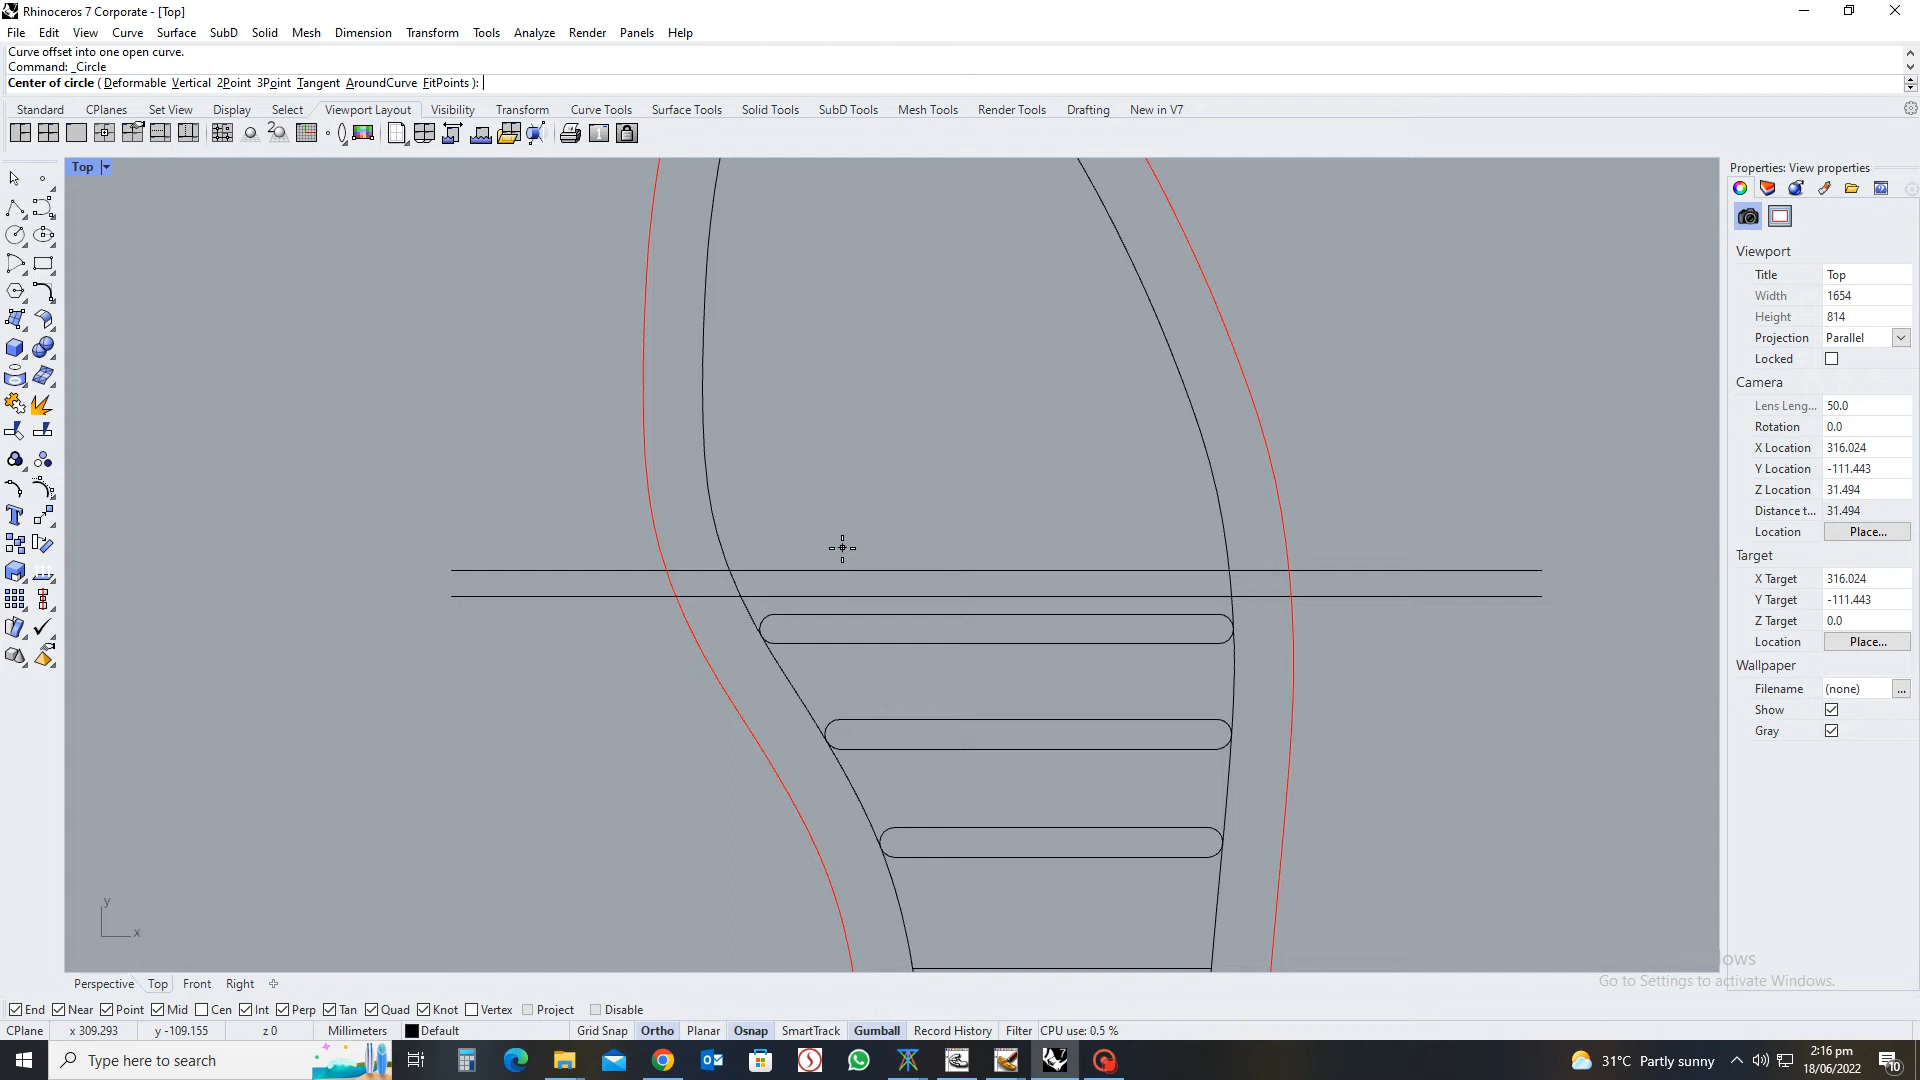 Rhinoceros 7 Corporate - [Top]
File Edit View Curve Surface SubD Solid Mesh Dimension Transform Tools Analyze Render Panels Help
Curve offset into one open curve.
Command: _Circle
Center of circle ( Deformable Vertical 2Point 3Point Tangent AroundCurve FitPoints ):
Standard CPlanes Set View Display Select Viewport Layout Visibility Transform Curve Tools Surface Tools Solid Tools SubD Tools Mesh Tools Render Tools Drafting New in V7
Top
Properties: View properties
Viewport
Title Top
Width 1654
Height 814
Projection Parallel
Locked
Camera
Lens Leng... 50.0
Rotation 0.0
X Location 316.024
Y Location -111.443
Z Location 31.494
Distance t... 31.494
Location Place...
Target
X Target 316.024
Y Target -111.443
Z Target 0.0
Location Place...
Wallpaper
Filename (none) ...
Show
Gray
y
x
Go to Settings to activate Windows.
Perspective Top Front Right
End Near Point Mid Cen Int Perp Tan Quad Knot Vertex Project Disable
CPlane x 309.293 y -109.155 z 0 Millimeters Default Grid Snap Ortho Planar Osnap SmartTrack Gumball Record History Filter CPU use: 0.5 %
Type here to search
31°C Partly sunny
2:16 pm
18/06/2022
10